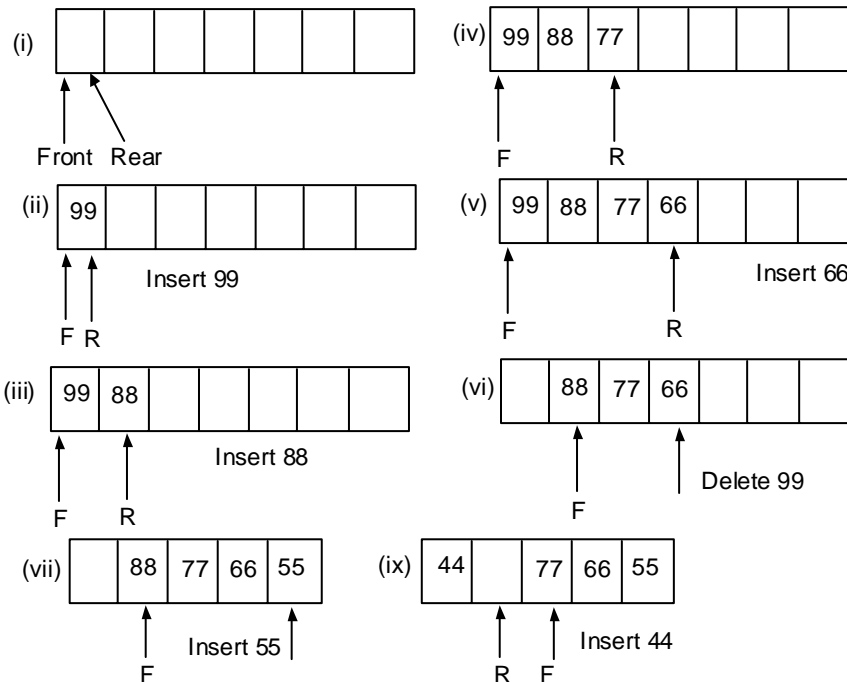 (i)
Front Rear
(ii) 99
Insert 99
F R
(iii) 99 88
Insert 88
F R
(iv) 99 88 77
F R
(v) 99 88 77 66
Insert 66
F R
(vi) 88 77 66
Delete 99
F
(vii) 88 77 66 55
Insert 55
F
(ix) 44 77 66 55
Insert 44
R F